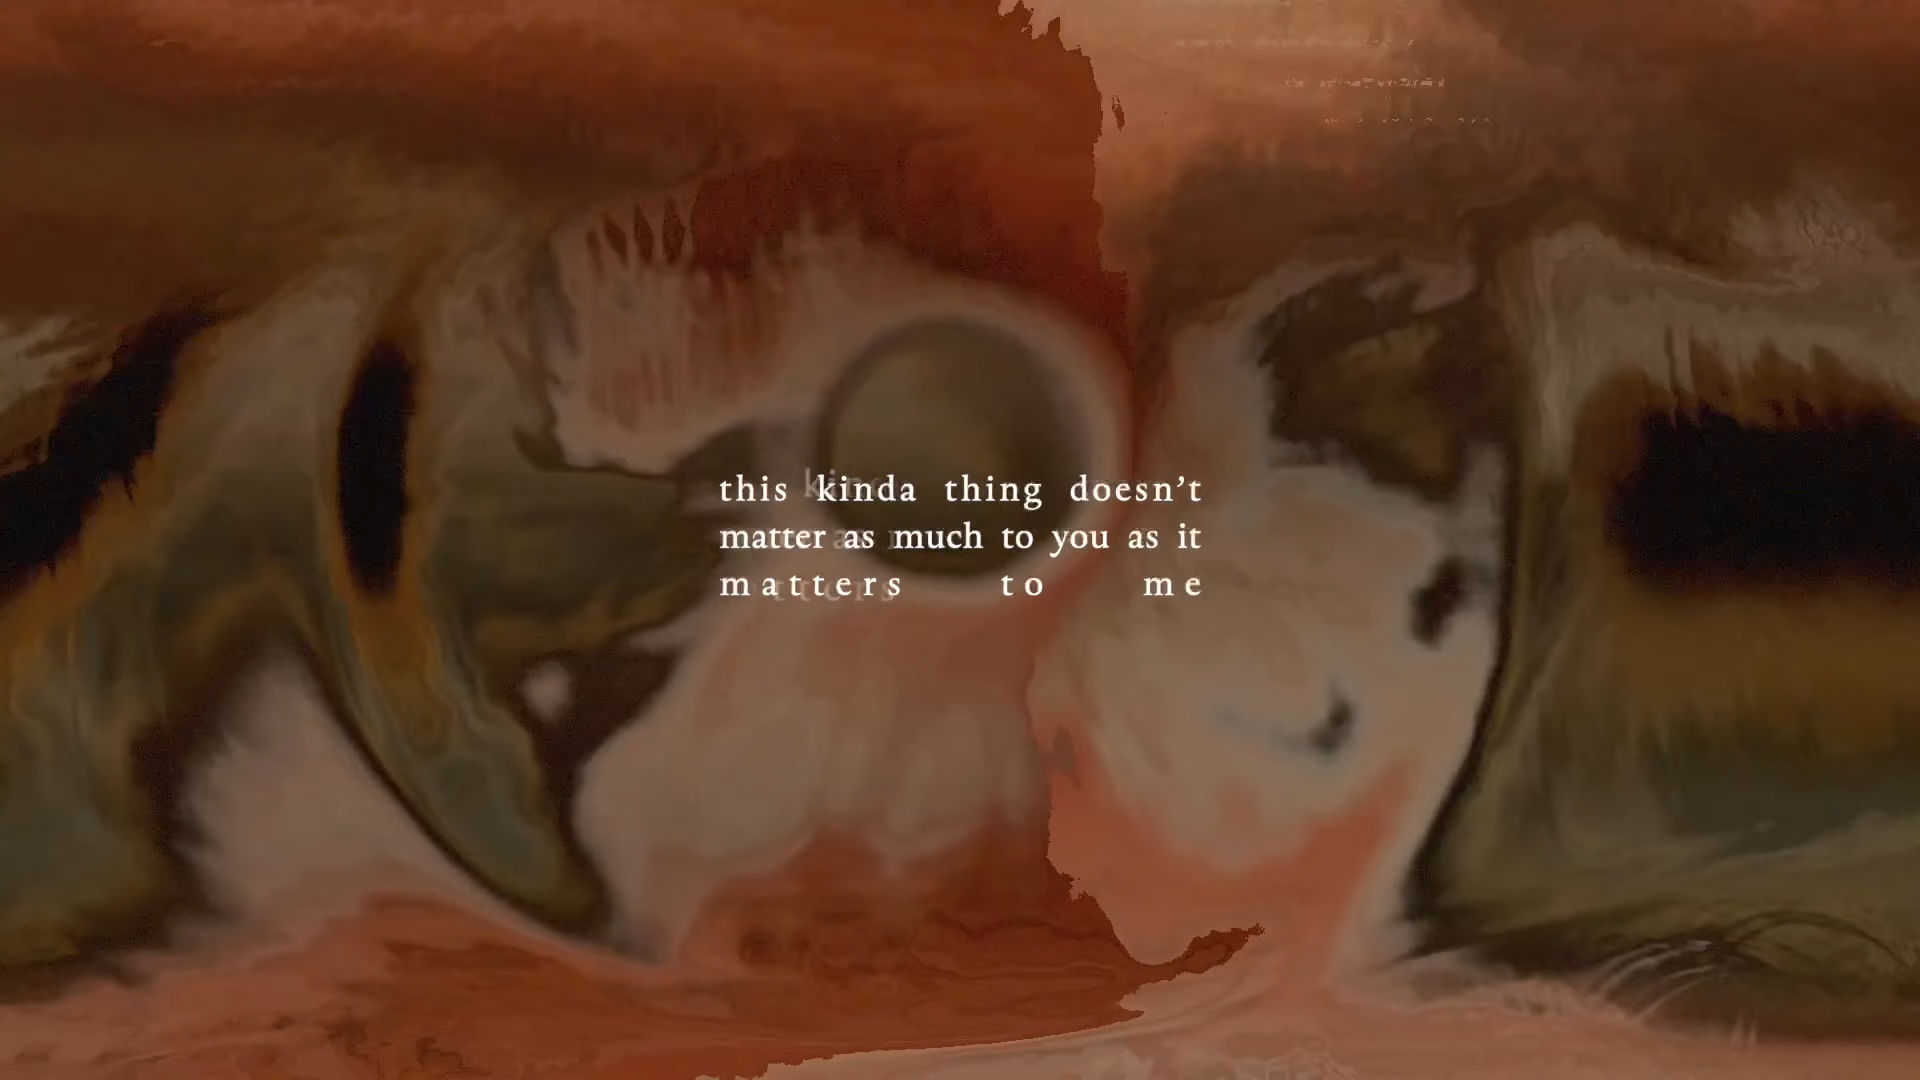 this kinda thing doesn’t
matter as much to you as it
matters to me